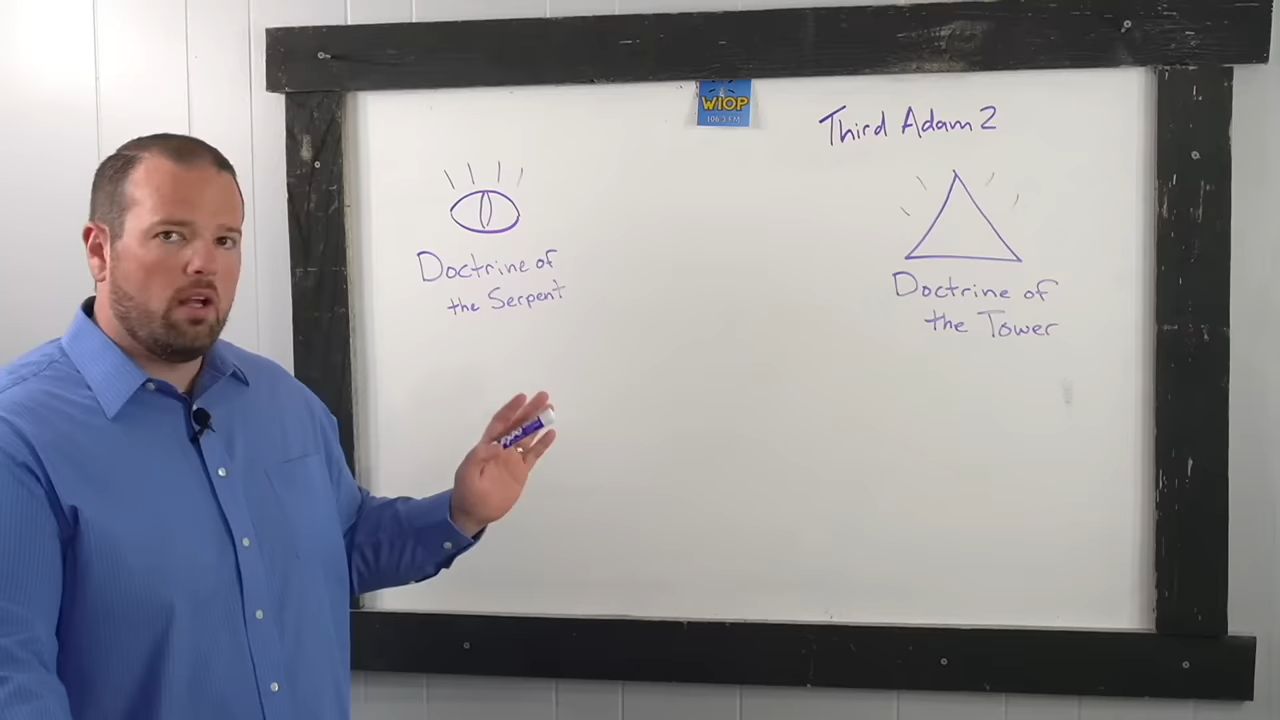 WIOP
106.3 FM
Third Adam 2
Doctrine of
the Serpent
Doctrine of
the Tower